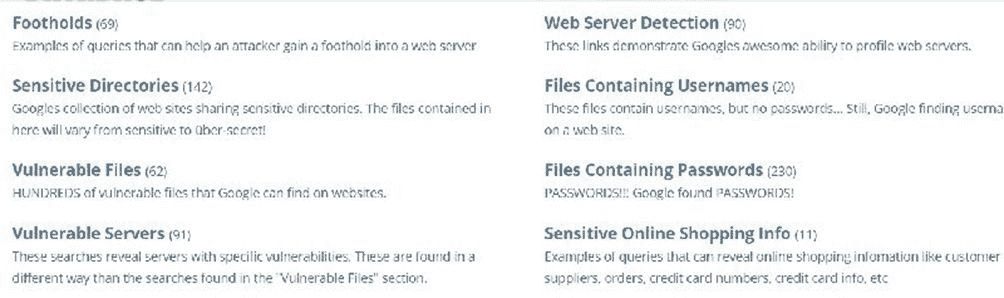 Footholds (69)
Examples of queries that can help an attacker gain a foothold into a web server
Sensitive Directories (142)
Googles collection of web sites sharing sensitive directories. The files contained in
here will vary from sensitive to über-secret!
Vulnerable Files (62)
HUNDREDS of vulnerable files that Google can find on websites.
Vulnerable Servers (91)
These searches reveal servers with specific vulnerabilities. These are found in a
different way than the searches found in the "Vulnerable Files" section.
Web Server Detection (90)
These links demonstrate Googles awesome ability to profile web servers.
Files Containing Usernames (20)
These files contain usernames, but no passwords... Still, Google finding userna
on a web site.
Files Containing Passwords (230)
PASSWORDS!!! Google found PASSWORDS!
Sensitive Online Shopping Info (11)
Examples of queries that can reveal online shopping infomation like customer
suppliers, orders, credit card numbers, credit card info, etc